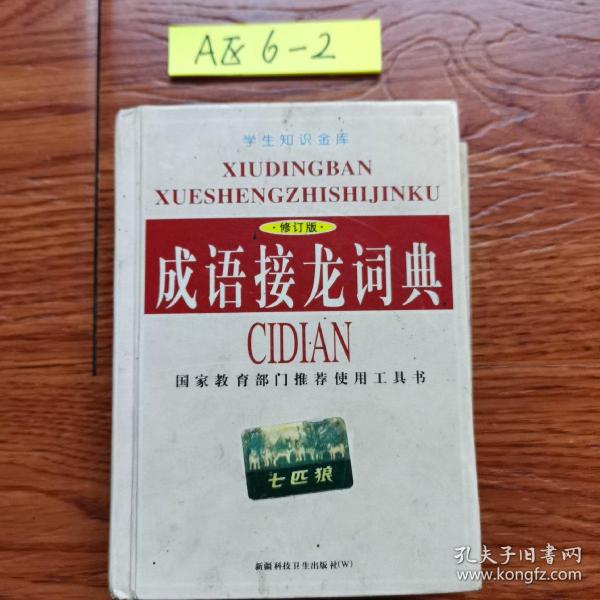 A区6-2
学生知识金库
XIUDINGBAN
XUESHENGZHISHIJINKU
·修订版·
成语接龙词典
CIDIAN
国家教育部门推荐使用工具书
七匹狼
新疆科技卫生出版社(W)
孔夫子旧书网
www.kongfz.com